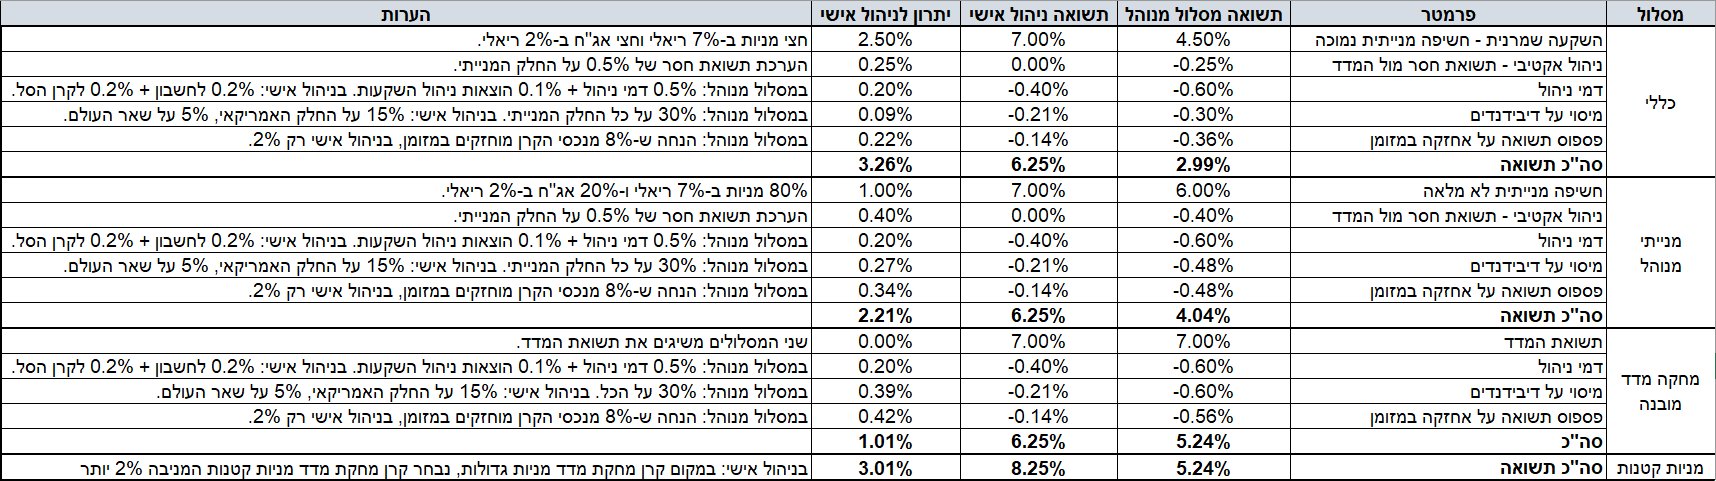 מסלול פרמטר תשואה מסלול מנוהל תשואה ניהול אישי יתרון לניהול אישי הערות
כללי
השקעה שמרנית - חשיפה מנייתית נמוכה 4.50% 7.00% 2.50% חצי מניות ב-7% ריאלי וחצי אג"ח ב-2% ריאלי.
ניהול אקטיבי - תשואת חסר מול המדד -0.25% 0.00% 0.25% הערכת תשואת חסר של 0.5% על החלק המנייתי.
דמי ניהול -0.60% -0.40% 0.20% במסלול מנוהל: 0.5% דמי ניהול + 0.1% הוצאות ניהול השקעות. בניהול אישי: 0.2% לחשבון + 0.2% לקרן הסל.
מיסוי על דיבידנדים -0.30% -0.21% 0.09% במסלול מנוהל: 30% על כל החלק המנייתי. בניהול אישי: 15% על החלק האמריקאי, 5% על שאר העולם.
פספוס תשואה על אחזקה במזומן -0.36% -0.14% 0.22% במסלול מנוהל: הנחה ש-8% מנכסי הקרן מוחזקים במזומן, בניהול אישי רק 2%.
סה"כ תשואה 2.99% 6.25% 3.26%
מנייתי
מנוהל
חשיפה מנייתית לא מלאה 6.00% 7.00% 1.00% 80% מניות ב-7% ריאלי ו-20% אג"ח ב-2% ריאלי.
ניהול אקטיבי - תשואת חסר מול המדד -0.40% 0.00% 0.40% הערכת תשואת חסר של 0.5% על החלק המנייתי.
דמי ניהול -0.60% -0.40% 0.20% במסלול מנוהל: 0.5% דמי ניהול + 0.1% הוצאות ניהול השקעות. בניהול אישי: 0.2% לחשבון + 0.2% לקרן הסל.
מיסוי על דיבידנדים -0.48% -0.21% 0.27% במסלול מנוהל: 30% על כל החלק המנייתי. בניהול אישי: 15% על החלק האמריקאי, 5% על שאר העולם.
פספוס תשואה על אחזקה במזומן -0.48% -0.14% 0.34% במסלול מנוהל: הנחה ש-8% מנכסי הקרן מוחזקים במזומן, בניהול אישי רק 2%.
סה"כ תשואה 4.04% 6.25% 2.21%
מחקה מדד
מובנה
תשואת המדד 7.00% 7.00% 0.00% שני המסלולים משיגים את תשואת המדד.
דמי ניהול -0.60% -0.40% 0.20% במסלול מנוהל: 0.5% דמי ניהול + 0.1% הוצאות ניהול השקעות. בניהול אישי: 0.2% לחשבון + 0.2% לקרן הסל.
מיסוי על דיבידנדים -0.60% -0.21% 0.39% במסלול מנוהל: 30% על הכל. בניהול אישי: 15% על החלק האמריקאי, 5% על שאר העולם.
פספוס תשואה על אחזקה במזומן -0.56% -0.14% 0.42% במסלול מנוהל: הנחה ש-8% מנכסי הקרן מוחזקים במזומן, בניהול אישי רק 2%.
סה"כ 5.24% 6.25% 1.01%
מניות קטנות סה"כ תשואה 5.24% 8.25% 3.01% בניהול אישי: במקום קרן מחקת מדד מניות גדולות, נבחר קרן מחקת מדד מניות קטנות המניבה 2% יותר